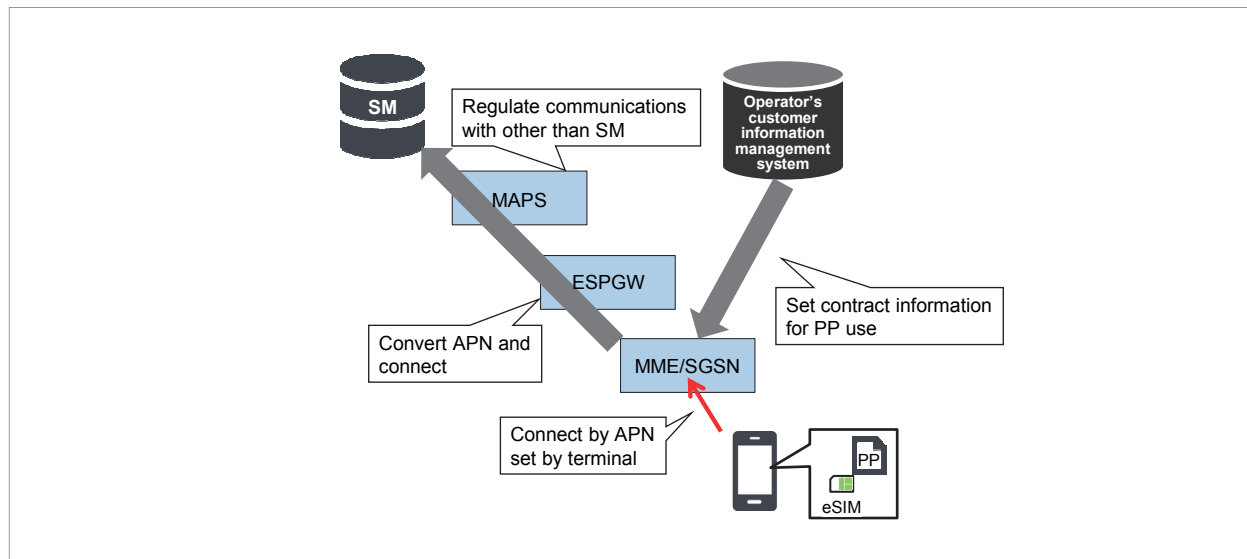 SM
Regulate communications
with other than SM
Operator's
customer
information
management
system
MAPS
ESPGW
Set contract information
for PP use
Convert APN and
connect
MME/SGSN
Connect by APN
set by terminal
PP
eSIM